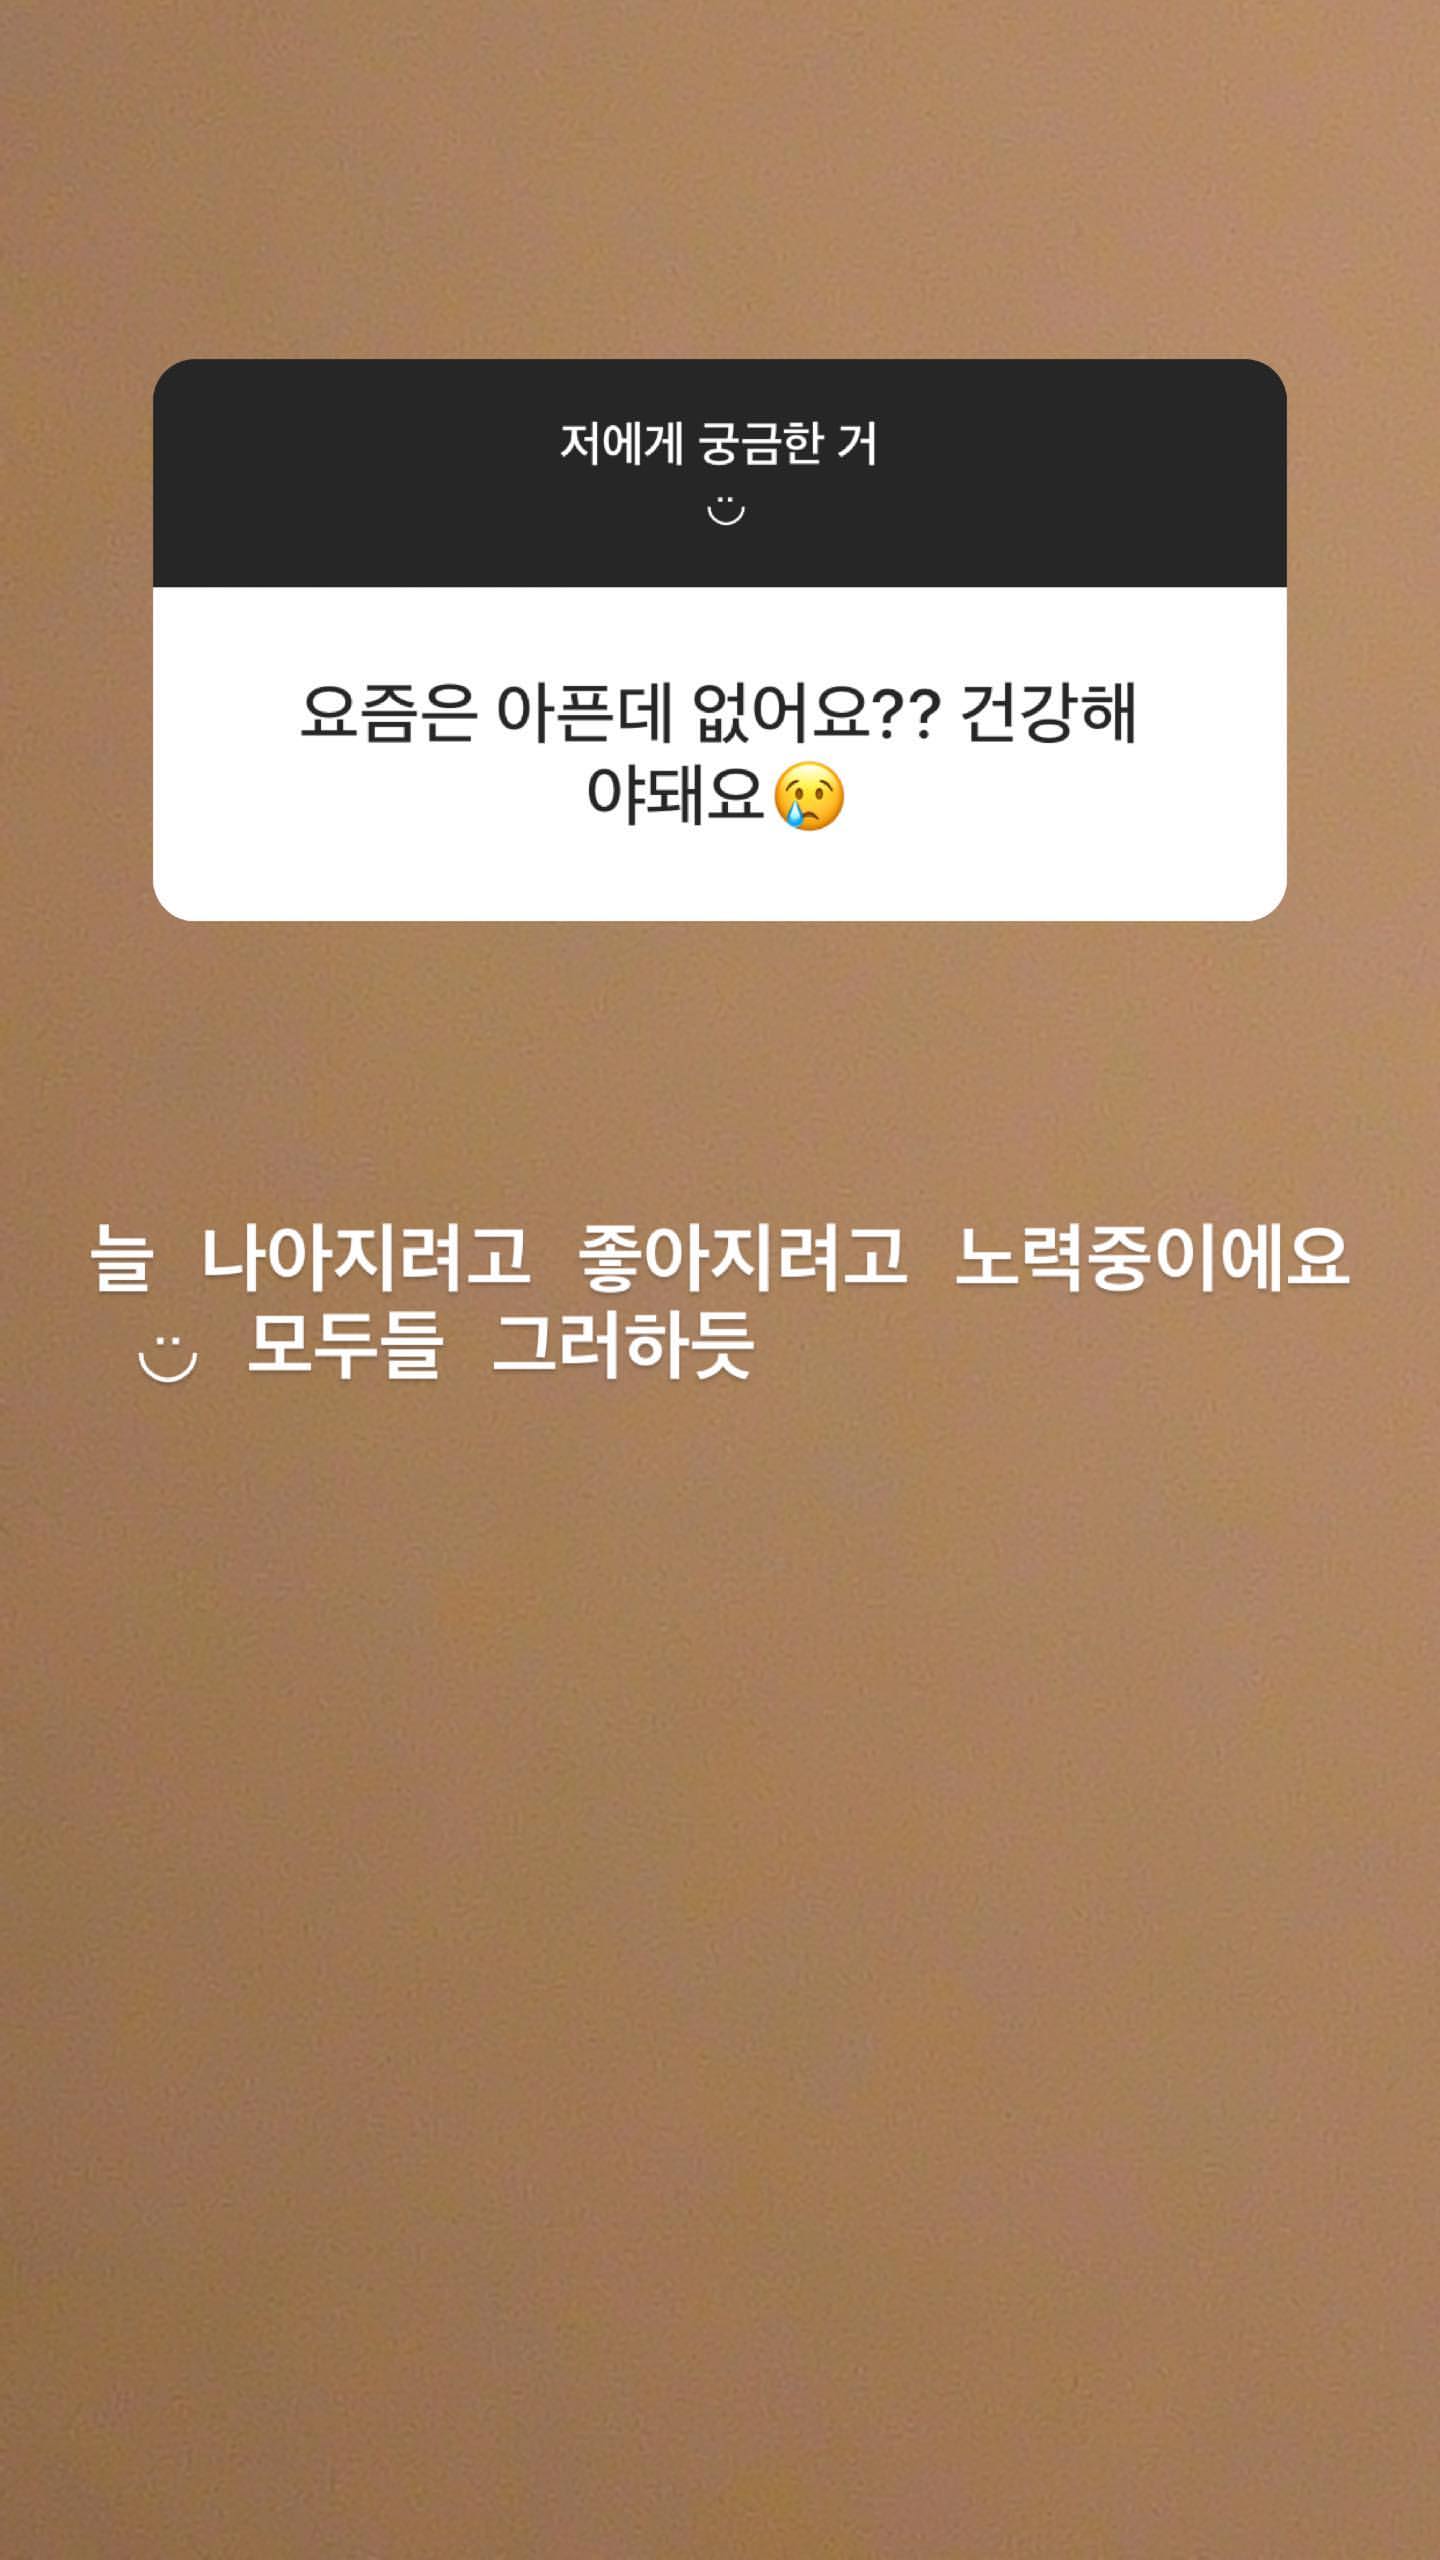 저에게 궁금한 거
ㅤ̈
요즘은 아픈데 없어요?? 건강해
야돼요😢
늘 나아지려고 좋아지려고 노력중이에요
모두들 그러하듯